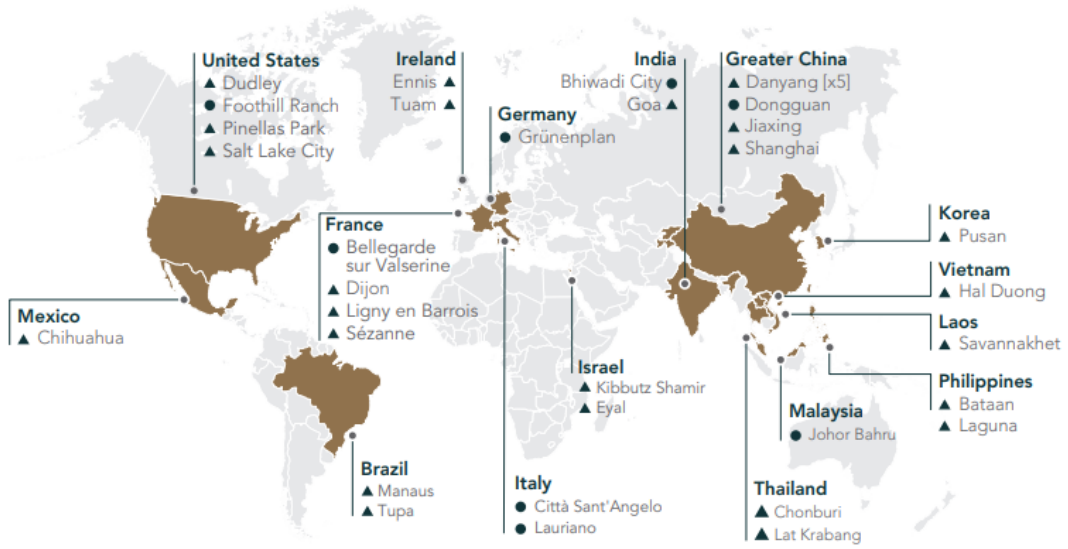 United States
Dudley
Foothill Ranch
Pinellas Park
Salt Lake City
Ireland
Ennis
Tuam
Germany
Grünenplan
India
Bhiwadi City
Goa
Greater China
Danyang [x5]
Dongguan
Jiaxing
Shanghai
Korea
Pusan
Vietnam
Hal Duong
Laos
Savannakhet
Philippines
Bataan
Laguna
Mexico
Chihuahua
France
Bellegarde
sur Valserine
Dijon
Ligny en Barrois
Sézanne
Israel
Kibbutz Shamir
Eyal
Malaysia
Johor Bahru
Brazil
Manaus
Tupa
Italy
Città Sant'Angelo
Lauriano
Thailand
Chonburi
Lat Krabang